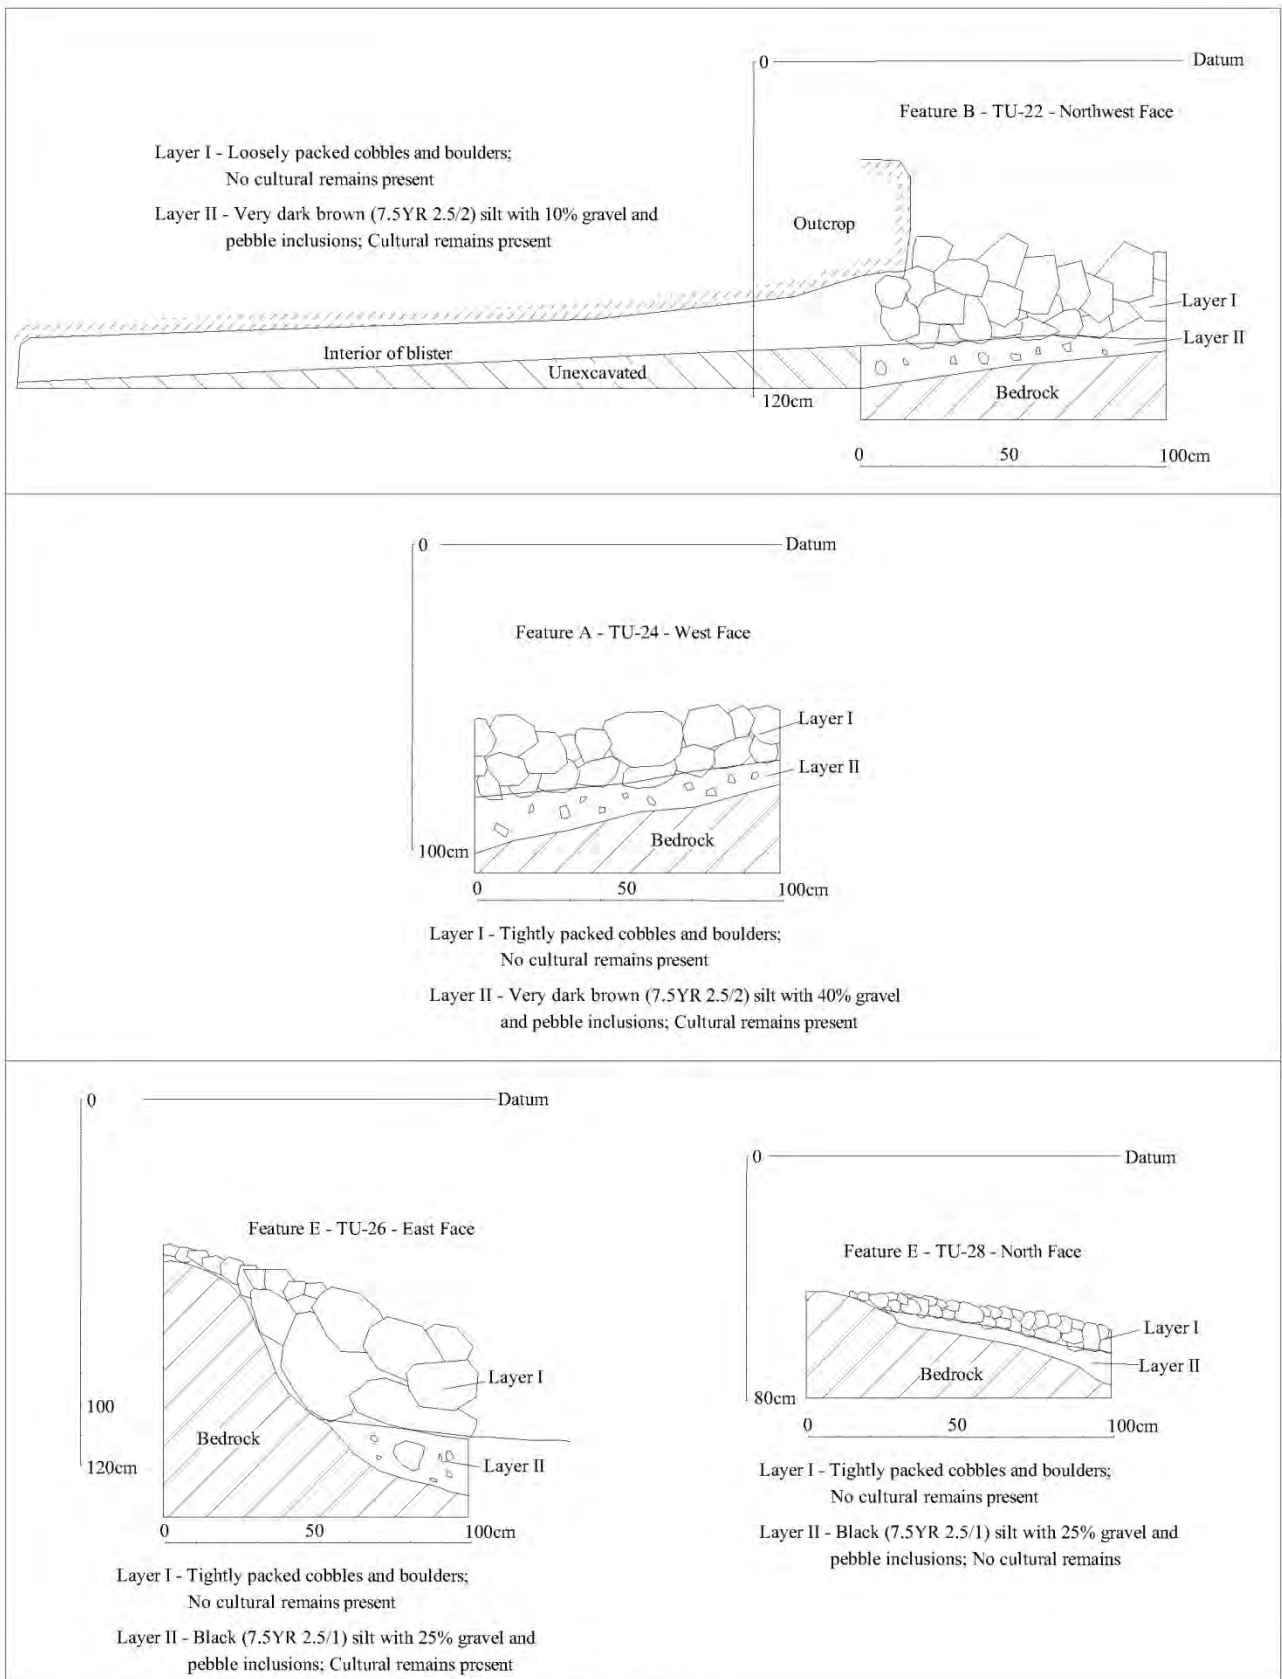 0
Datum
Feature B - TU-22 - Northwest Face
Layer I - Loosely packed cobbles and boulders;
No cultural remains present
Layer II - Very dark brown (7.5YR 2.5/2) silt with 10% gravel and
pebble inclusions; Cultural remains present
Outcrop
Layer I
Layer II
Interior of blister
Unexcavated
Bedrock
120cm
0 50 100cm
0
Datum
Feature A - TU-24 - West Face
Layer I
Layer II
Bedrock
100cm
0 50 100cm
Layer I - Tightly packed cobbles and boulders;
No cultural remains present
Layer II - Very dark brown (7.5YR 2.5/2) silt with 40% gravel
and pebble inclusions; Cultural remains present
0
Datum
Feature E - TU-26 - East Face
Layer I
100
Bedrock
Layer II
120cm
0 50 100cm
Layer I - Tightly packed cobbles and boulders;
No cultural remains present
Layer II - Black (7.5YR 2.5/1) silt with 25% gravel and
pebble inclusions; Cultural remains present
0
Datum
Feature E - TU-28 - North Face
Layer I
Layer II
Bedrock
80cm
0 50 100cm
Layer I - Tightly packed cobbles and boulders;
No cultural remains present
Layer II - Black (7.5YR 2.5/1) silt with 25% gravel and
pebble inclusions; No cultural remains